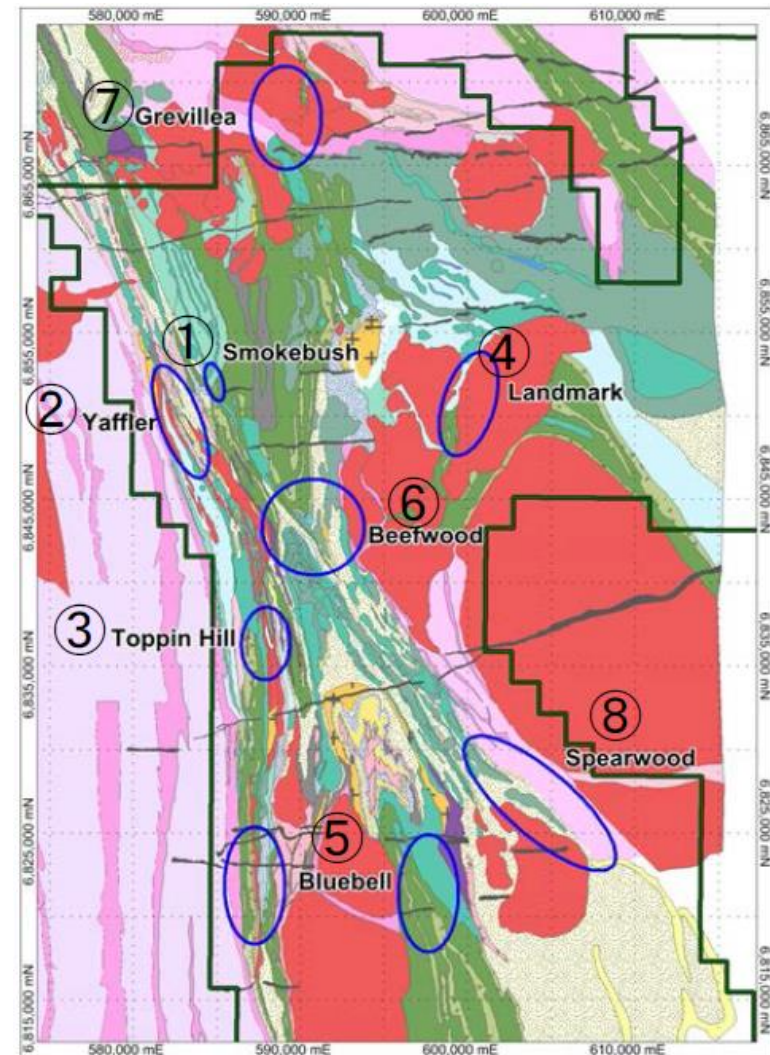 580,000 mE 590,000 mE 600,000 mE 610,000 mE
⑦ Grevillea
6,865,000 mN 6,865,000 mN
6,855,000 mN 6,855,000 mN
① Smokebush
④ Landmark
② Yaffler
6,845,000 mN 6,845,000 mN
⑥ Beefwood
③ Toppin Hill
6,835,000 mN 6,835,000 mN
⑧ Spearwood
6,825,000 mN 6,825,000 mN
⑤ Bluebell
6,815,000 mN 6,815,000 mN
580,000 mE 590,000 mE 600,000 mE 610,000 mE